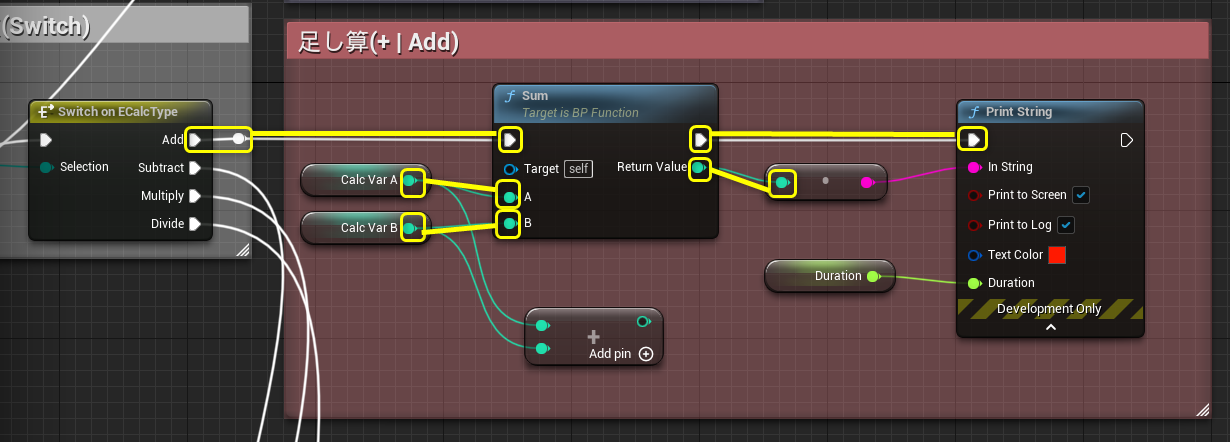 (Switch)
足し算(+ | Add)
Switch on ECalcType
Add
Selection
Subtract
Multiply
Divide
Calc Var A
Calc Var B
f Sum
Target is BP Function
Target self
Return Value
A
B
+
Add pin
Duration
f Print String
In String
Print to Screen
Print to Log
Text Color
Duration
Development Only